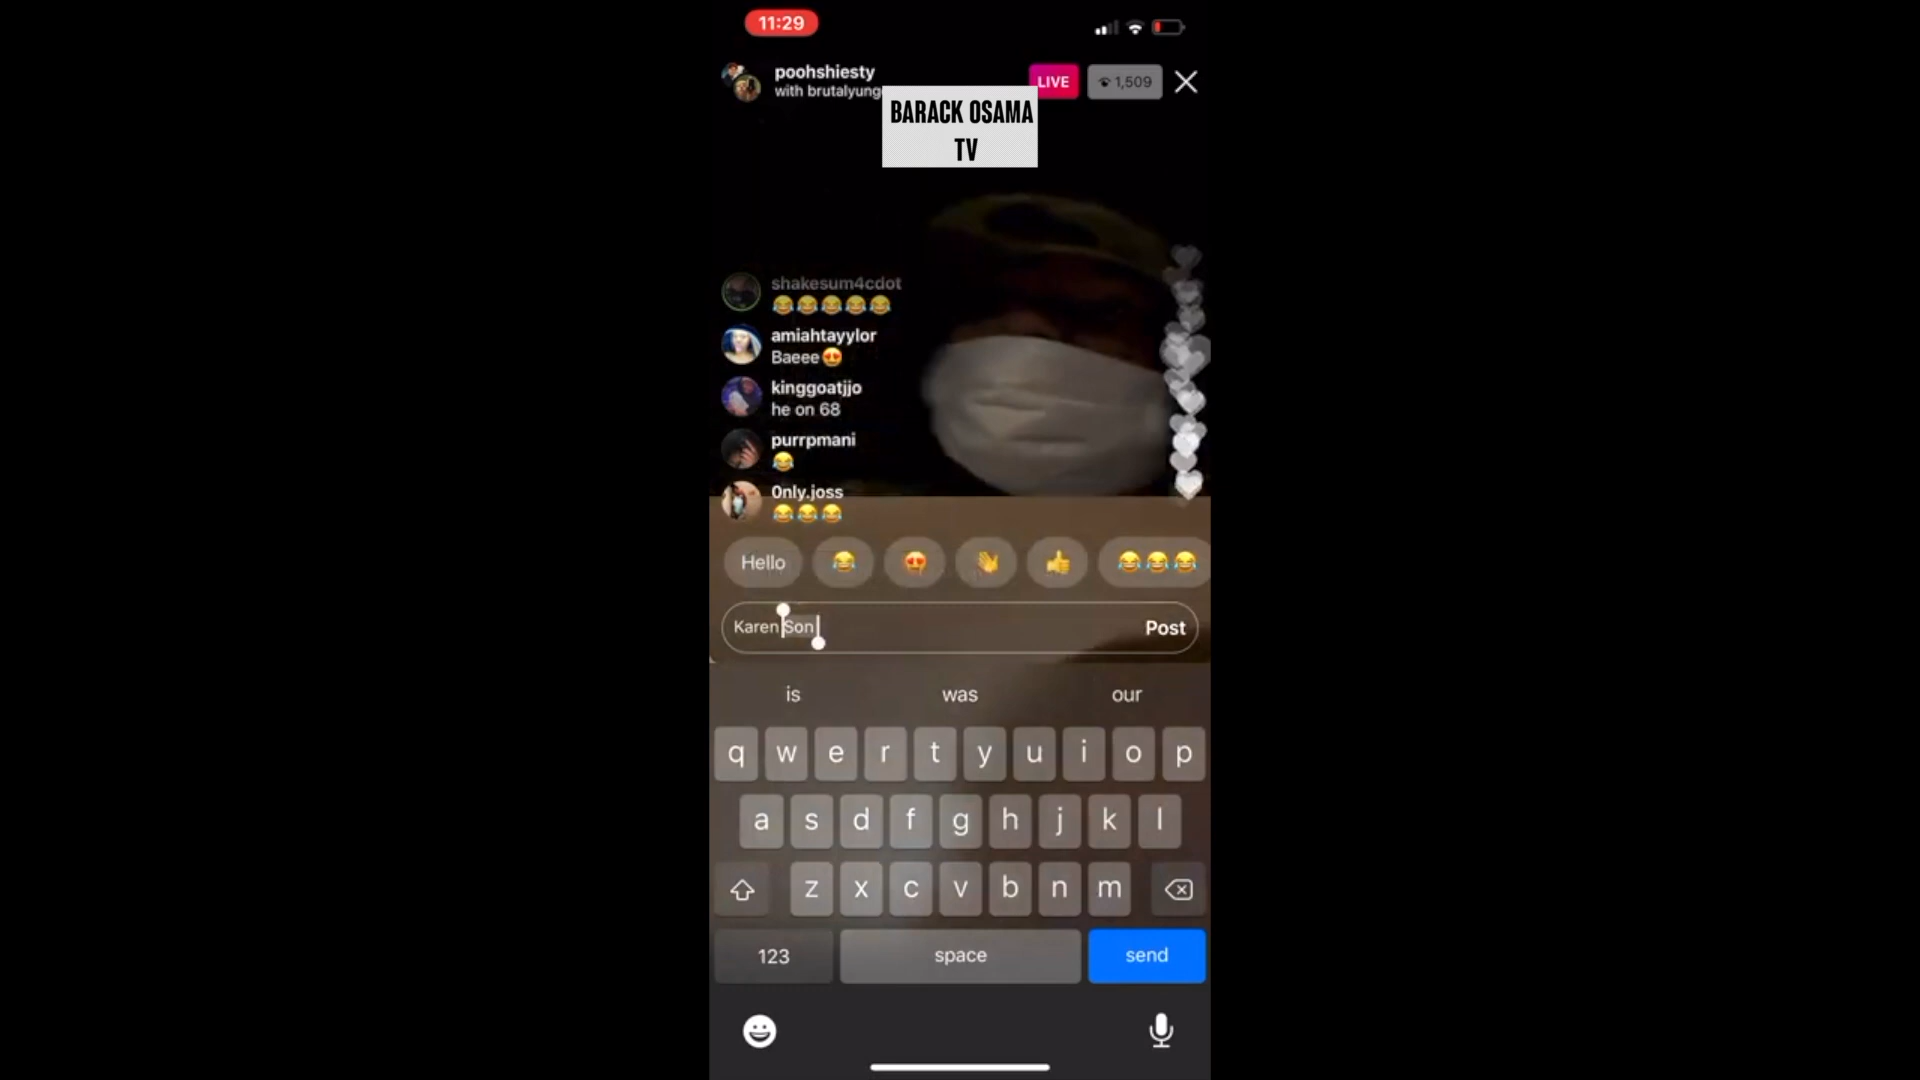 11:29
poohshiesty
with brutalyung
LIVE
1,509
BARACK OSAMA
TV
shakesum4cdot
😂😂😂😂😂
amiahtayylor
Baeee😍
kinggoatjjo
he on 68
purrpmani
😂
0nly.joss
😂😂😂
Hello 😂 😍 👋 👍 😂😂😂
Karen Son
Post
is was our
q w e r t y u i o p
a s d f g h j k l
z x c v b n m
123 space send